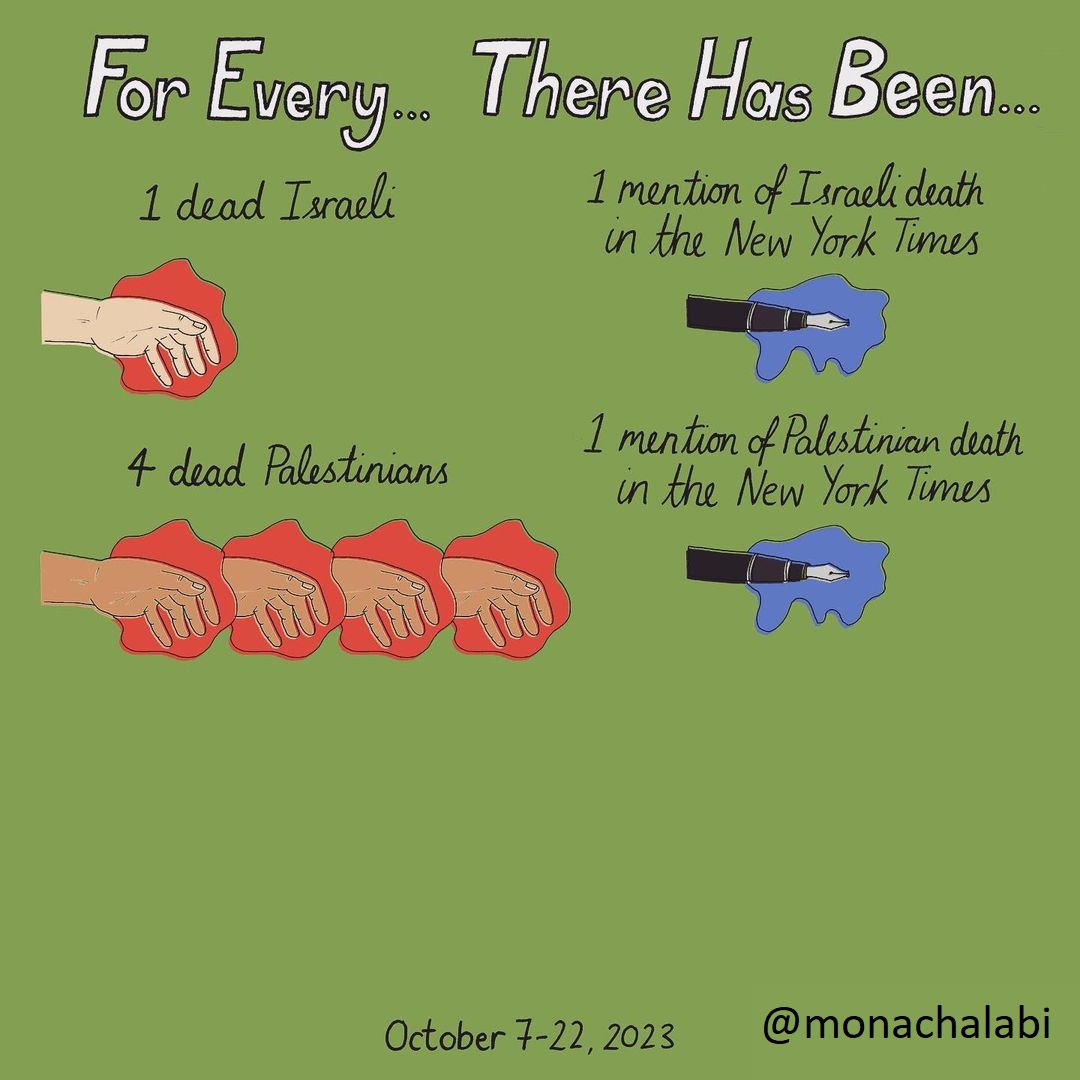 For Every... There Has Been...
1 dead Israeli
1 mention of Israeli death
in the New York Times
4 dead Palestinians
1 mention of Palestinian death
in the New York Times
October 7-22, 2023
@monachalabi